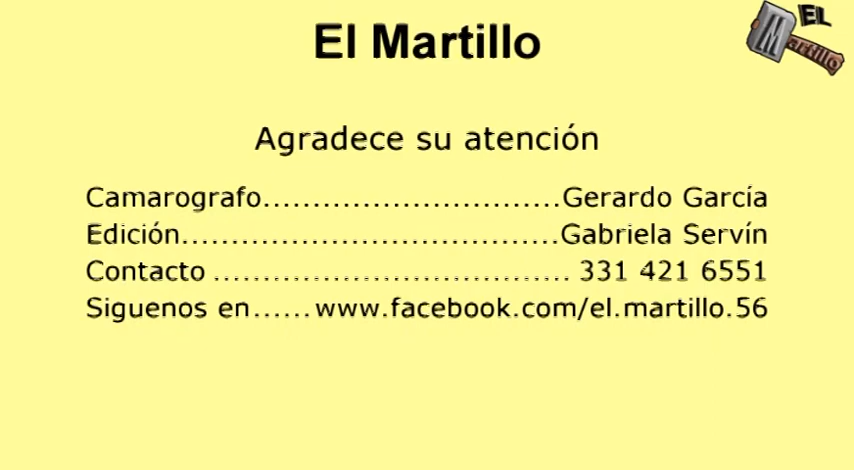 El Martillo
EL
Martillo
Agradece su atención
Camarografo..............................Gerardo García
Edición......................................Gabriela Servín
Contacto .................................... 331 421 6551
Siguenos en......www.facebook.com/el.martillo.56